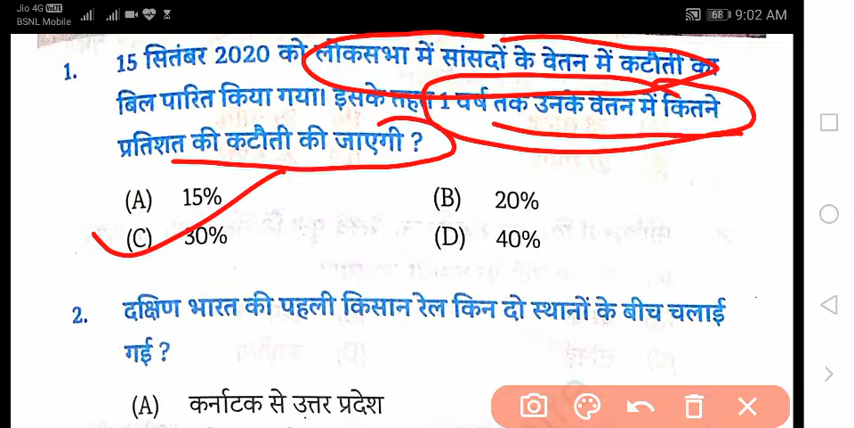 Jio 4G VoLTE
BSNL Mobile
68 9:02 AM
1. 15 सितंबर 2020 को लोकसभा में सांसदों के वेतन में कटौती का
बिल पारित किया गया। इसके तहत 1 वर्ष तक उनके वेतन में कितने
प्रतिशत की कटौती की जाएगी ?
(A) 15% (B) 20%
(C) 30% (D) 40%
2. दक्षिण भारत की पहली किसान रेल किन दो स्थानों के बीच चलाई
गई ?
(A) कर्नाटक से उत्तर प्रदेश